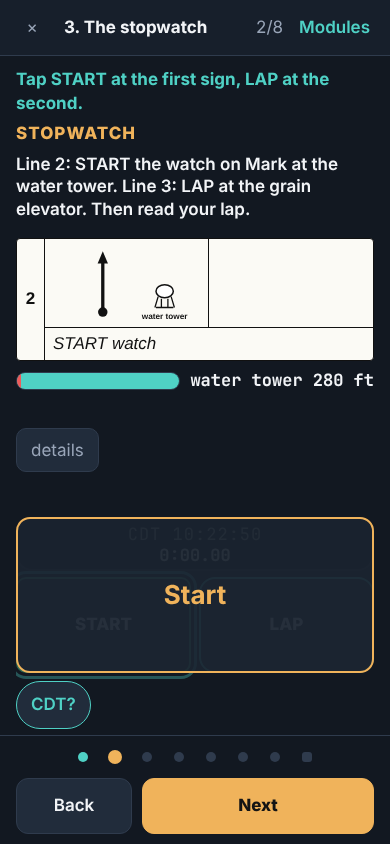 × 3. The stopwatch 2/8 Modules
Tap START at the first sign, LAP at the
second.
STOPWATCH
Line 2: START the watch on Mark at the
water tower. Line 3: LAP at the grain
elevator. Then read your lap.
2
water tower
START watch
water tower 280 ft
details
CDT 10:22:58
0:00.00
Start
START LAP
CDT?
Back Next